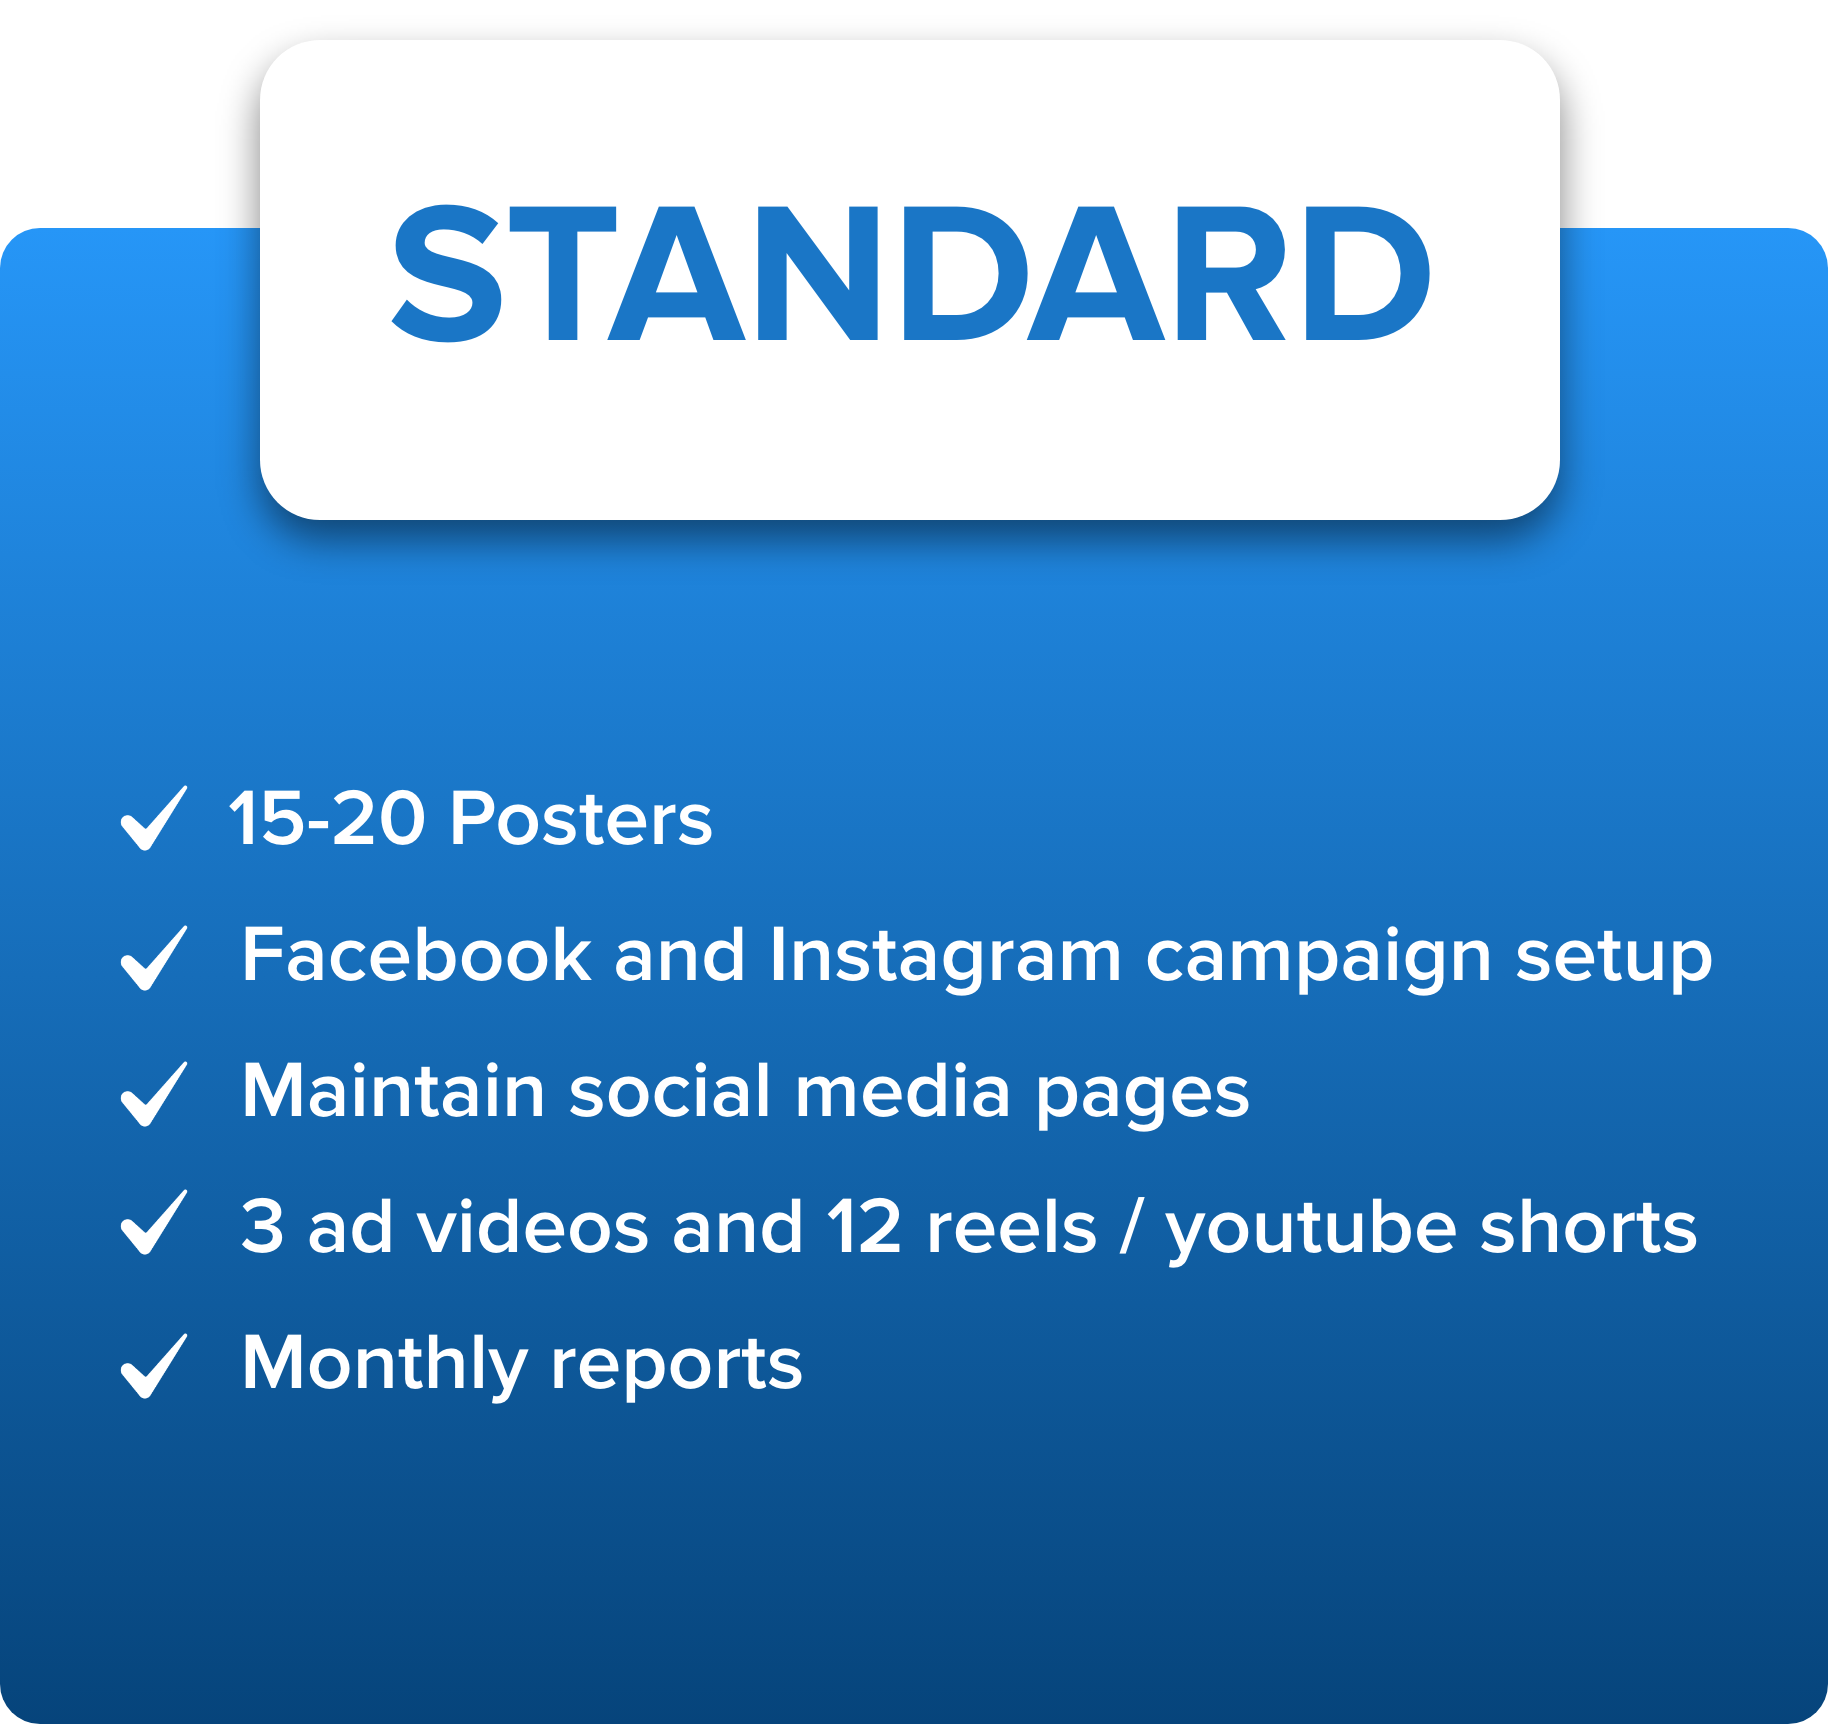 STANDARD
15-20 Posters
Facebook and Instagram campaign setup
Maintain social media pages
3 ad videos and 12 reels / youtube shorts
Monthly reports